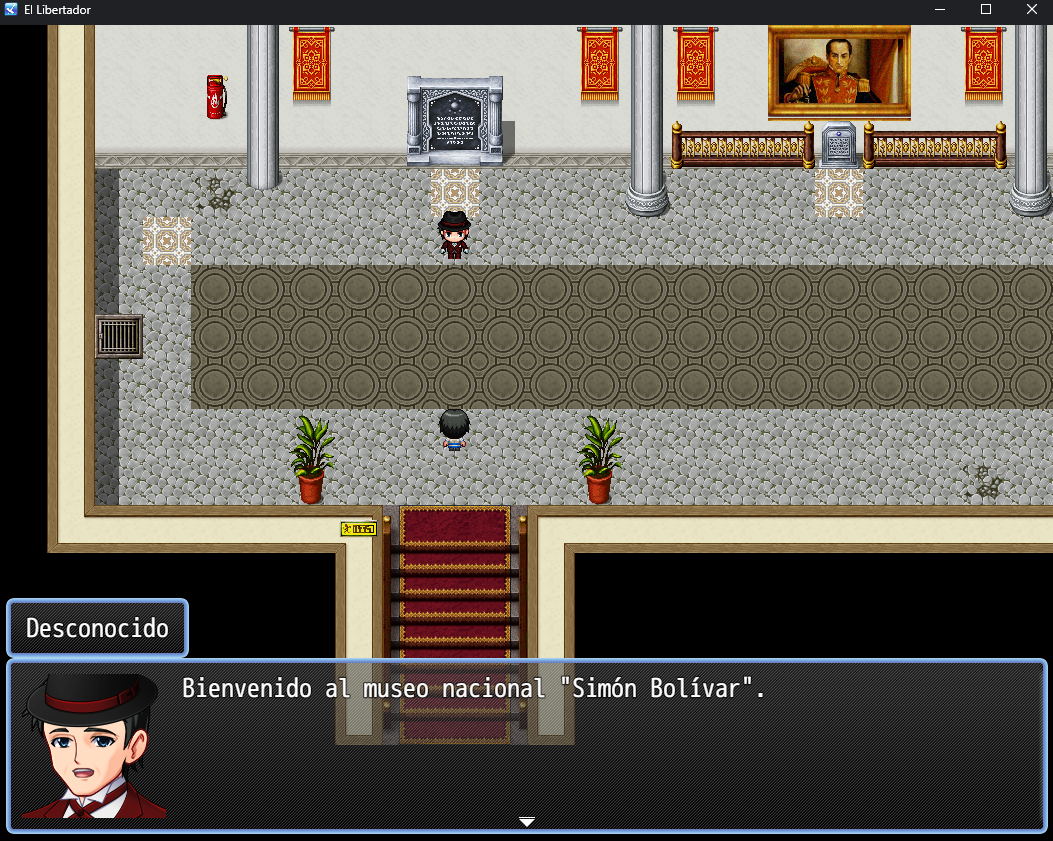 El Libertador
Desconocido
Bienvenido al museo nacional "Simón Bolívar".